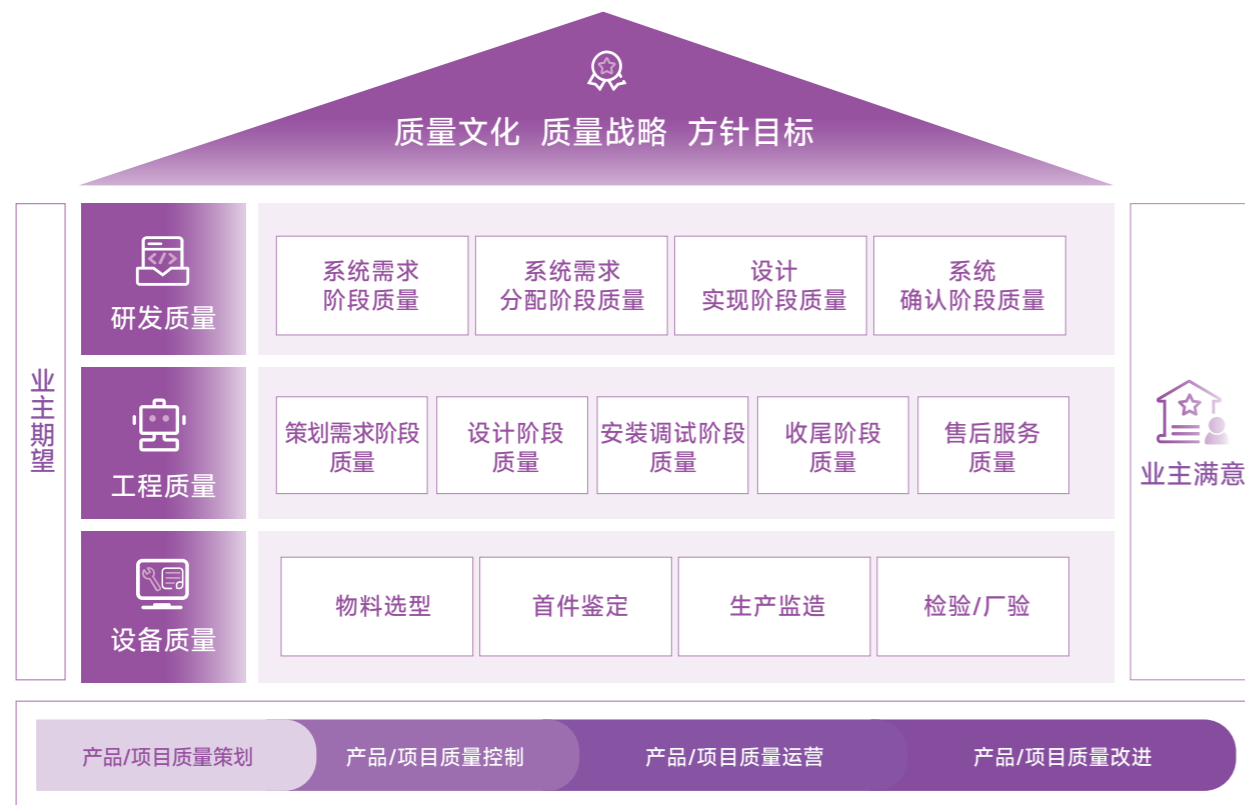 质量文化 质量战略 方针目标
业主期望
研发质量
系统需求
阶段质量
系统需求
分配阶段质量
设计
实现阶段质量
系统
确认阶段质量
工程质量
策划需求阶段
质量
设计阶段
质量
安装调试阶段
质量
收尾阶段
质量
售后服务
质量
设备质量
物料选型
首件鉴定
生产监造
检验/厂验
业主满意
产品/项目质量策划
产品/项目质量控制
产品/项目质量运营
产品/项目质量改进